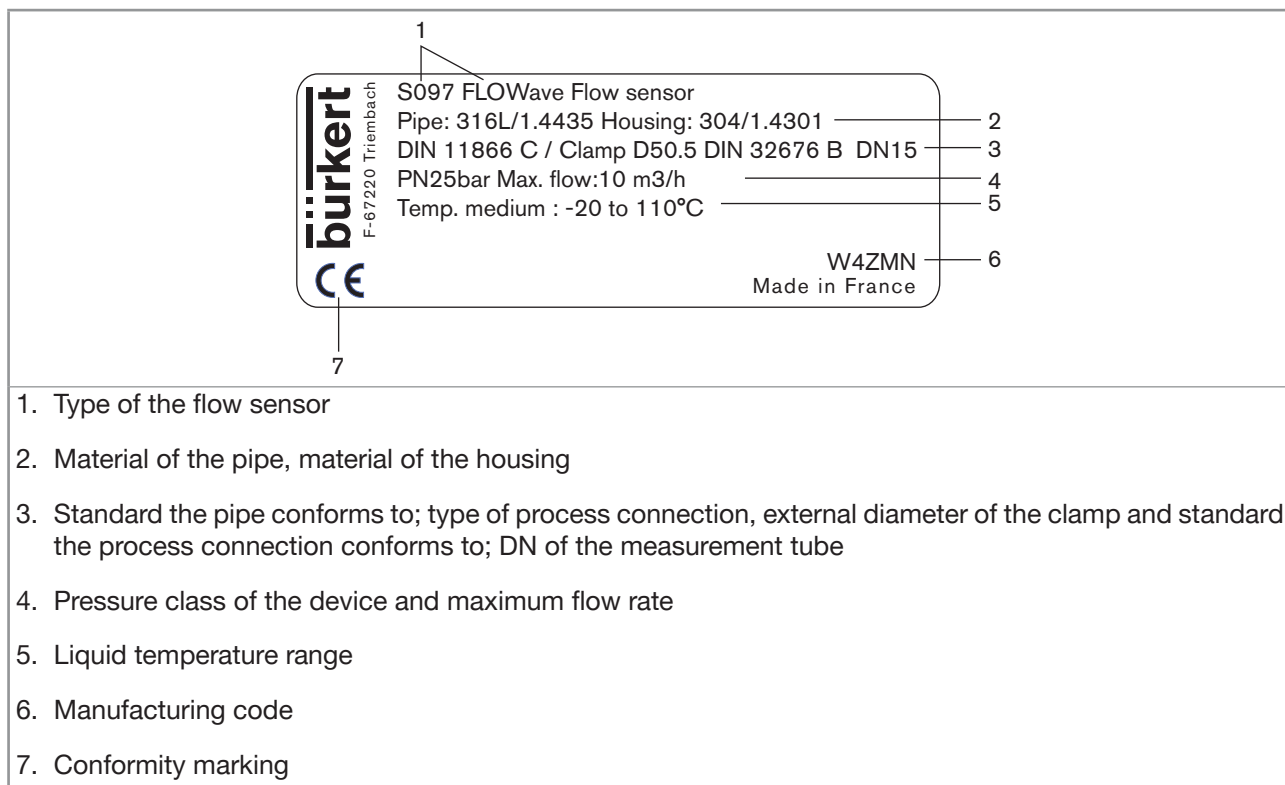 1
bürkert
F-67220 Triembach
S097 FLOWave Flow sensor
Pipe: 316L/1.4435 Housing: 304/1.4301
2
DIN 11866 C / Clamp D50.5 DIN 32676 B DN15
3
PN25bar Max. flow:10 m3/h
4
Temp. medium : -20 to 110°C
5
W4ZMN
6
Made in France
CE
7
1. Type of the flow sensor
2. Material of the pipe, material of the housing
3. Standard the pipe conforms to; type of process connection, external diameter of the clamp and standard
the process connection conforms to; DN of the measurement tube
4. Pressure class of the device and maximum flow rate
5. Liquid temperature range
6. Manufacturing code
7. Conformity marking